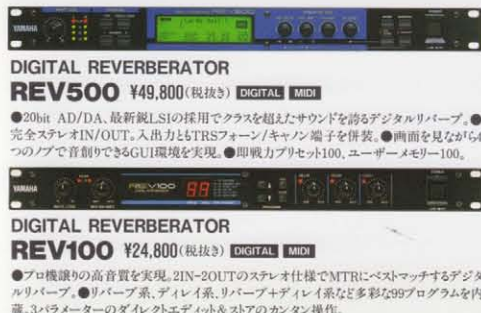 YAMAHA
DIGITAL REVERBERATOR
REV500 ¥49,800(税抜き) DIGITAL MIDI
●20bit AD/DA、最新鋭LSIの採用でクラスを超えたサウンドを誇るデジタルリバーブ。●
完全ステレオIN/OUT。入出力ともTRSフォーン/キャノン端子を併装。●画面を見ながら
つのノブで音創りできるGUI環境を実現。●即戦力プリセット100、ユーザーメモリー100。
YAMAHA REV100 99
DIGITAL REVERBERATOR
REV100 ¥24,800(税抜き) DIGITAL MIDI
●プロ機譲りの高音質を実現。2IN-2OUTのステレオ仕様でMTRにベストマッチするデジタ
ルリバーブ。●リバーブ系、ディレイ系、リバーブ+ディレイ系など多彩な99プログラムを内
蔵。3パラメーターのダイレクトエディット&ストアのカンタン操作。